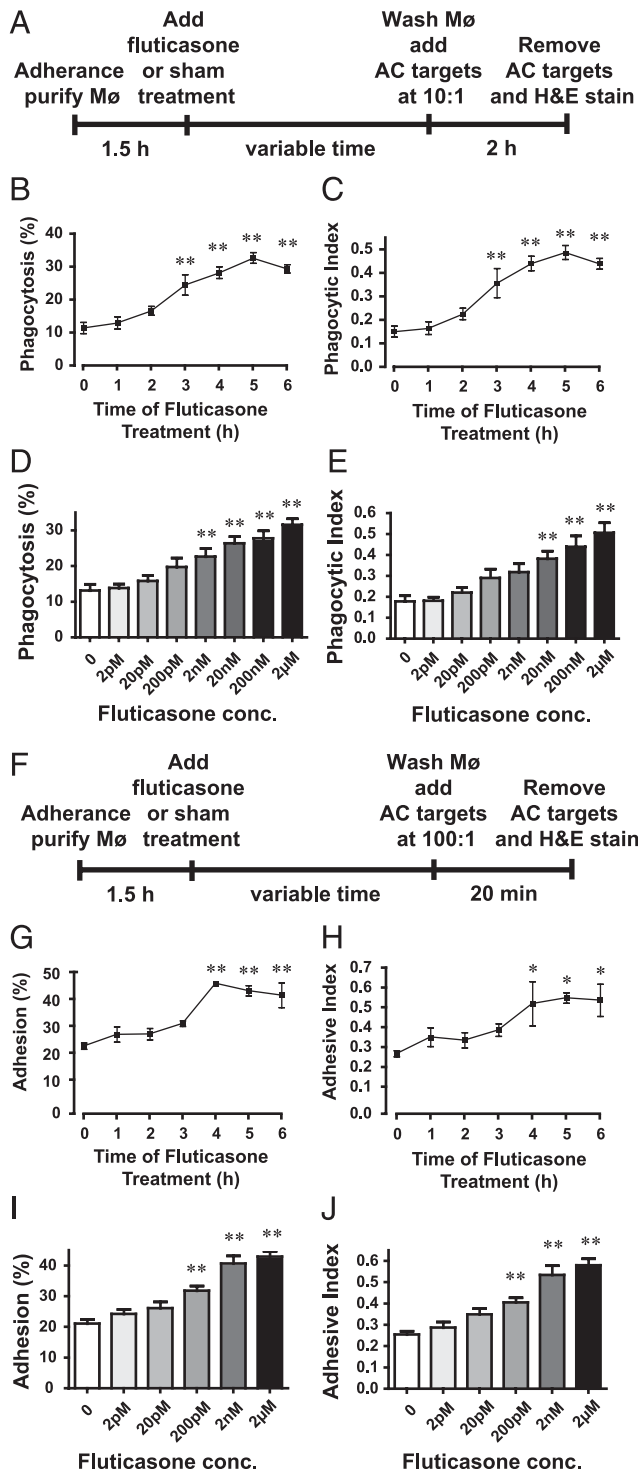 A
Adherance
purify Mø
Add
fluticasone
or sham
treatment
Wash Mø
add
AC targets
at 10:1
Remove
AC targets
and H&E stain
1.5 h
variable time
2 h
B
Phagocytosis (%)
40
30
20
10
0
** ** ** **
0 1 2 3 4 5 6
Time of Fluticasone
Treatment (h)
C
Phagocytic Index
0.5
0.4
0.3
0.2
0.1
0.0
** ** ** **
0 1 2 3 4 5 6
Time of Fluticasone
Treatment (h)
D
Phagocytosis (%)
30
20
10
0
** ** ** **
0 2pM 20pM 200pM 2nM 20nM 200nM 2µM
Fluticasone conc.
E
Phagocytic Index
0.6
0.5
0.4
0.3
0.2
0.1
0.0
** ** **
0 2pM 20pM 200pM 2nM 20nM 200nM 2µM
Fluticasone conc.
F
Adherance
purify Mø
Add
fluticasone
or sham
treatment
Wash Mø
add
AC targets
at 100:1
Remove
AC targets
and H&E stain
1.5 h
variable time
20 min
G
Adhesion (%)
50
40
30
20
10
0
** ** **
0 1 2 3 4 5 6
Time of Fluticasone
Treatment (h)
H
Adhesive Index
0.7
0.6
0.5
0.4
0.3
0.2
0.1
0.0
* * *
0 1 2 3 4 5 6
Time of Fluticasone
Treatment (h)
I
Adhesion (%)
40
30
20
10
0
** ** **
0 2pM 20pM 200pM 2nM 2µM
Fluticasone conc.
J
Adhesive Index
0.6
0.5
0.4
0.3
0.2
0.1
0.0
** ** **
0 2pM 20pM 200pM 2nM 2µM
Fluticasone conc.